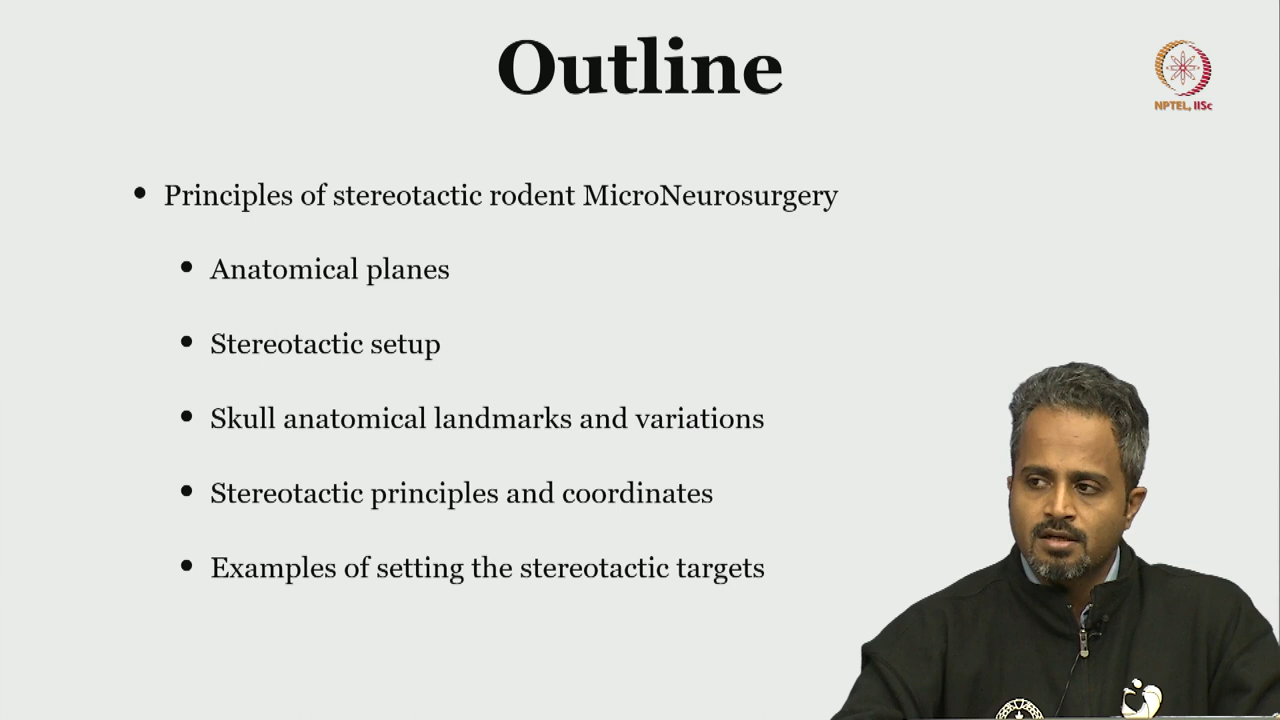 Outline
NPTEL, IISc
• Principles of stereotactic rodent MicroNeurosurgery
• Anatomical planes
• Stereotactic setup
• Skull anatomical landmarks and variations
• Stereotactic principles and coordinates
• Examples of setting the stereotactic targets